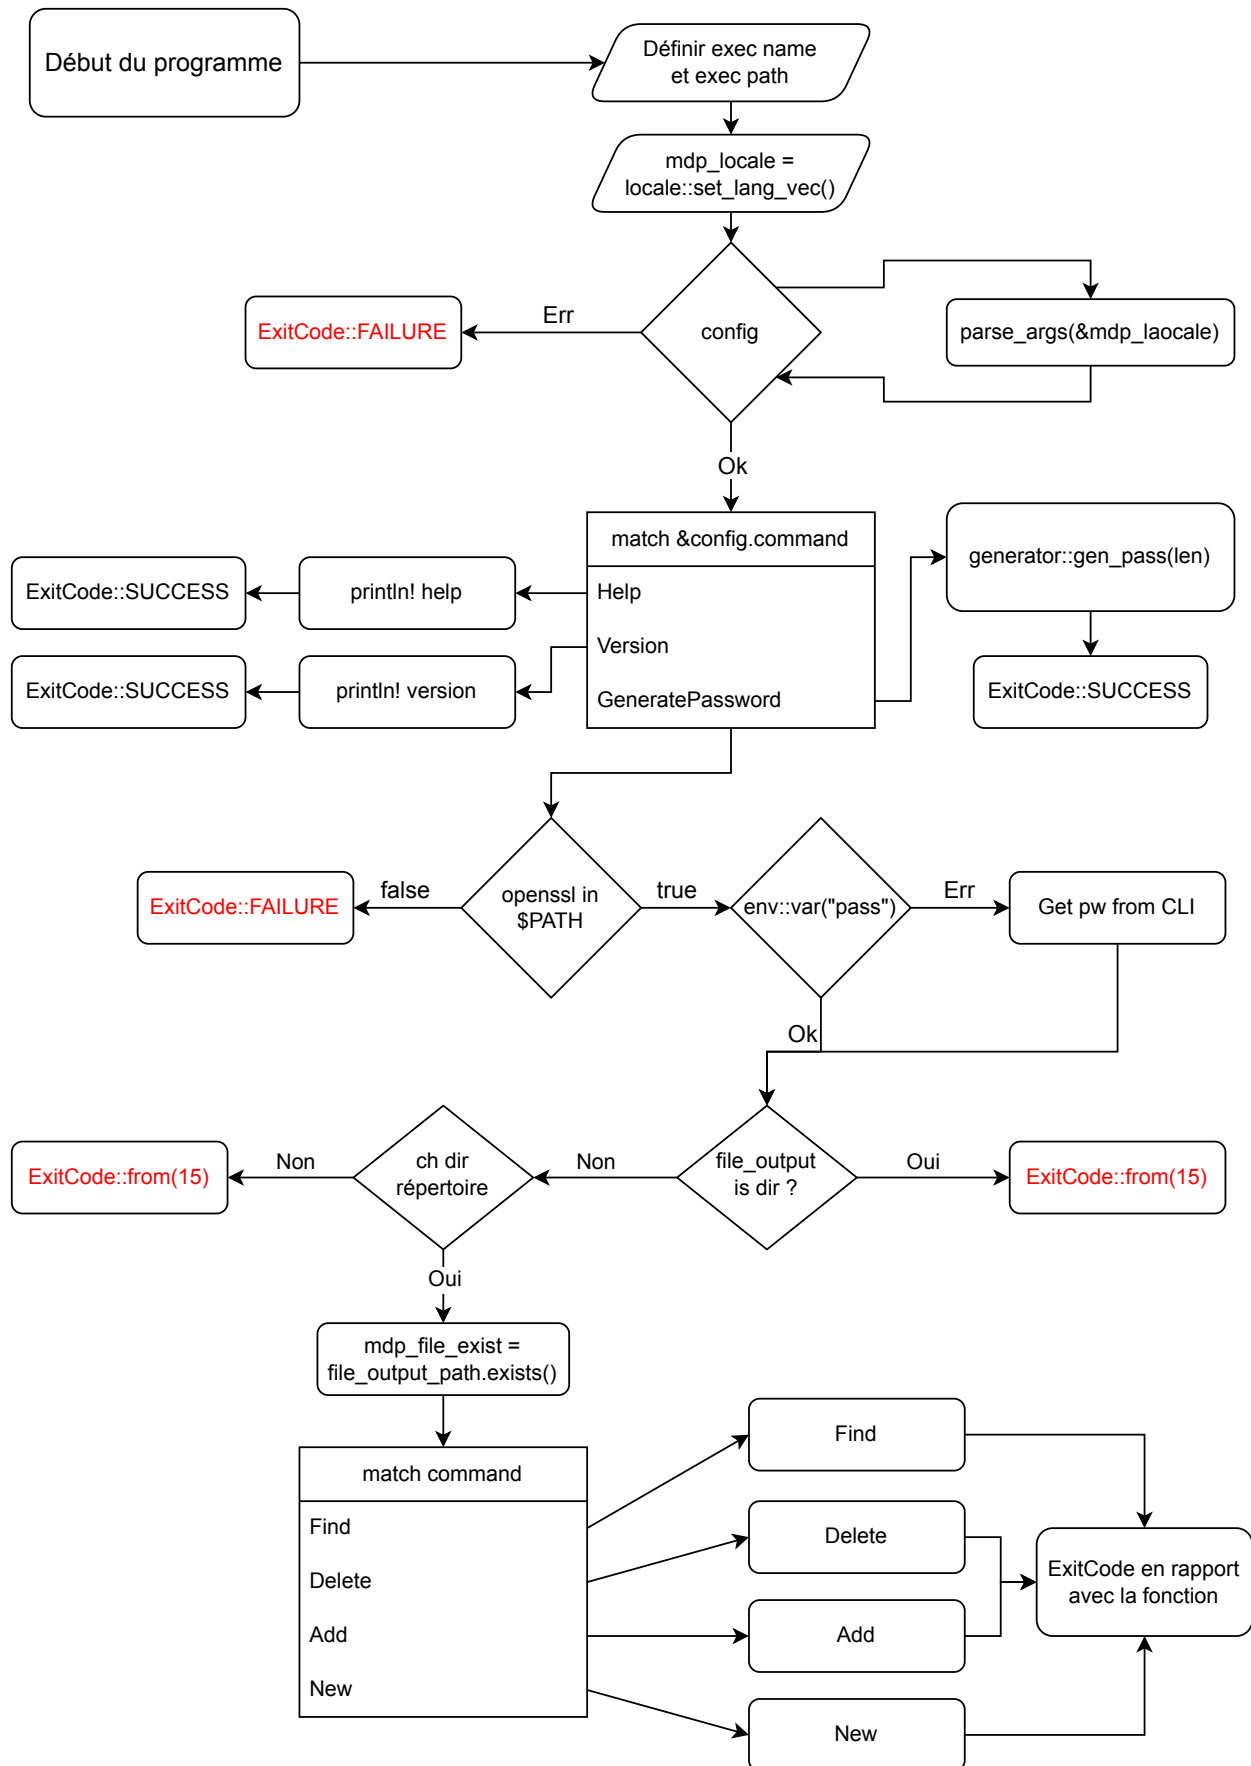 Début du programme
Définir exec name
et exec path
mdp_locale =
locale::set_lang_vec()
config
Err
ExitCode::FAILURE
parse_args(&mdp_laocale)
Ok
match &config.command
Help
Version
GeneratePassword
println! help
ExitCode::SUCCESS
println! version
ExitCode::SUCCESS
generator::gen_pass(len)
ExitCode::SUCCESS
openssl in
$PATH
false
ExitCode::FAILURE
true
env::var("pass")
Err
Get pw from CLI
Ok
file_output
is dir ?
Oui
ExitCode::from(15)
Non
ch dir
répertoire
Non
ExitCode::from(15)
Oui
mdp_file_exist =
file_output_path.exists()
match command
Find
Delete
Add
New
Find
Delete
Add
New
ExitCode en rapport
avec la fonction